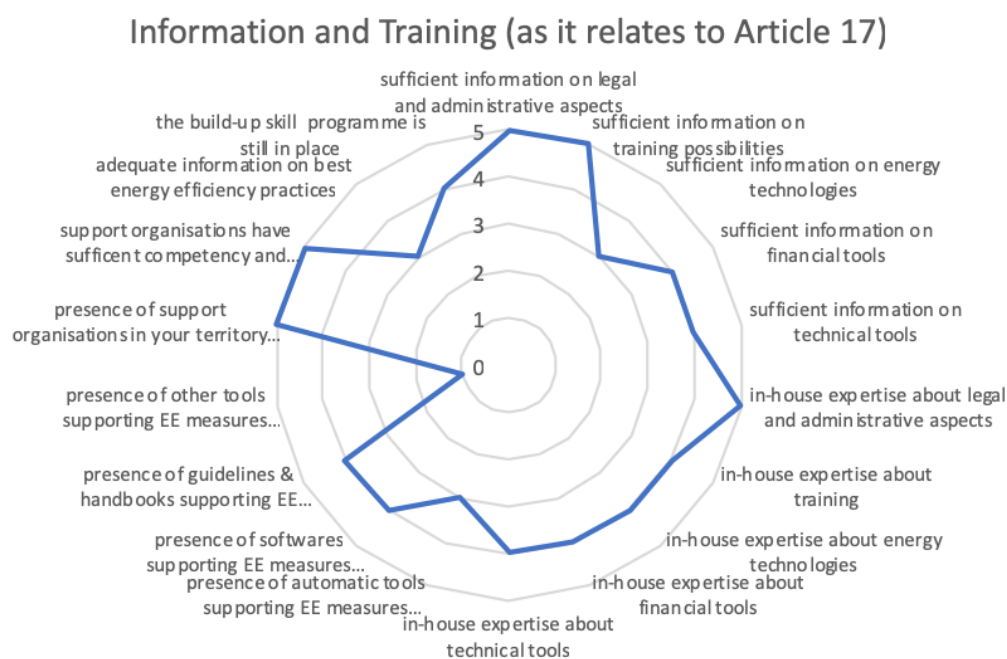 Information and Training (as it relates to Article 17)
sufficient information on legal
and administrative aspects
sufficient information on
training possibilities
sufficient information on energy
technologies
sufficient information on
financial tools
sufficient information on
technical tools
in-house expertise about legal
and administrative aspects
in-house expertise about
training
in-house expertise about energy
technologies
in-house expertise about
financial tools
in-house expertise about
technical tools
presence of automatic tools
supporting EE measures...
presence of softwares
supporting EE measures...
presence of guidelines &
handbooks supporting EE...
presence of other tools
supporting EE measures...
presence of support
organisations in your territory...
support organisations have
sufficent competency and...
adequate information on best
energy efficiency practices
the build-up skill programme is
still in place
5
4
3
2
1
0